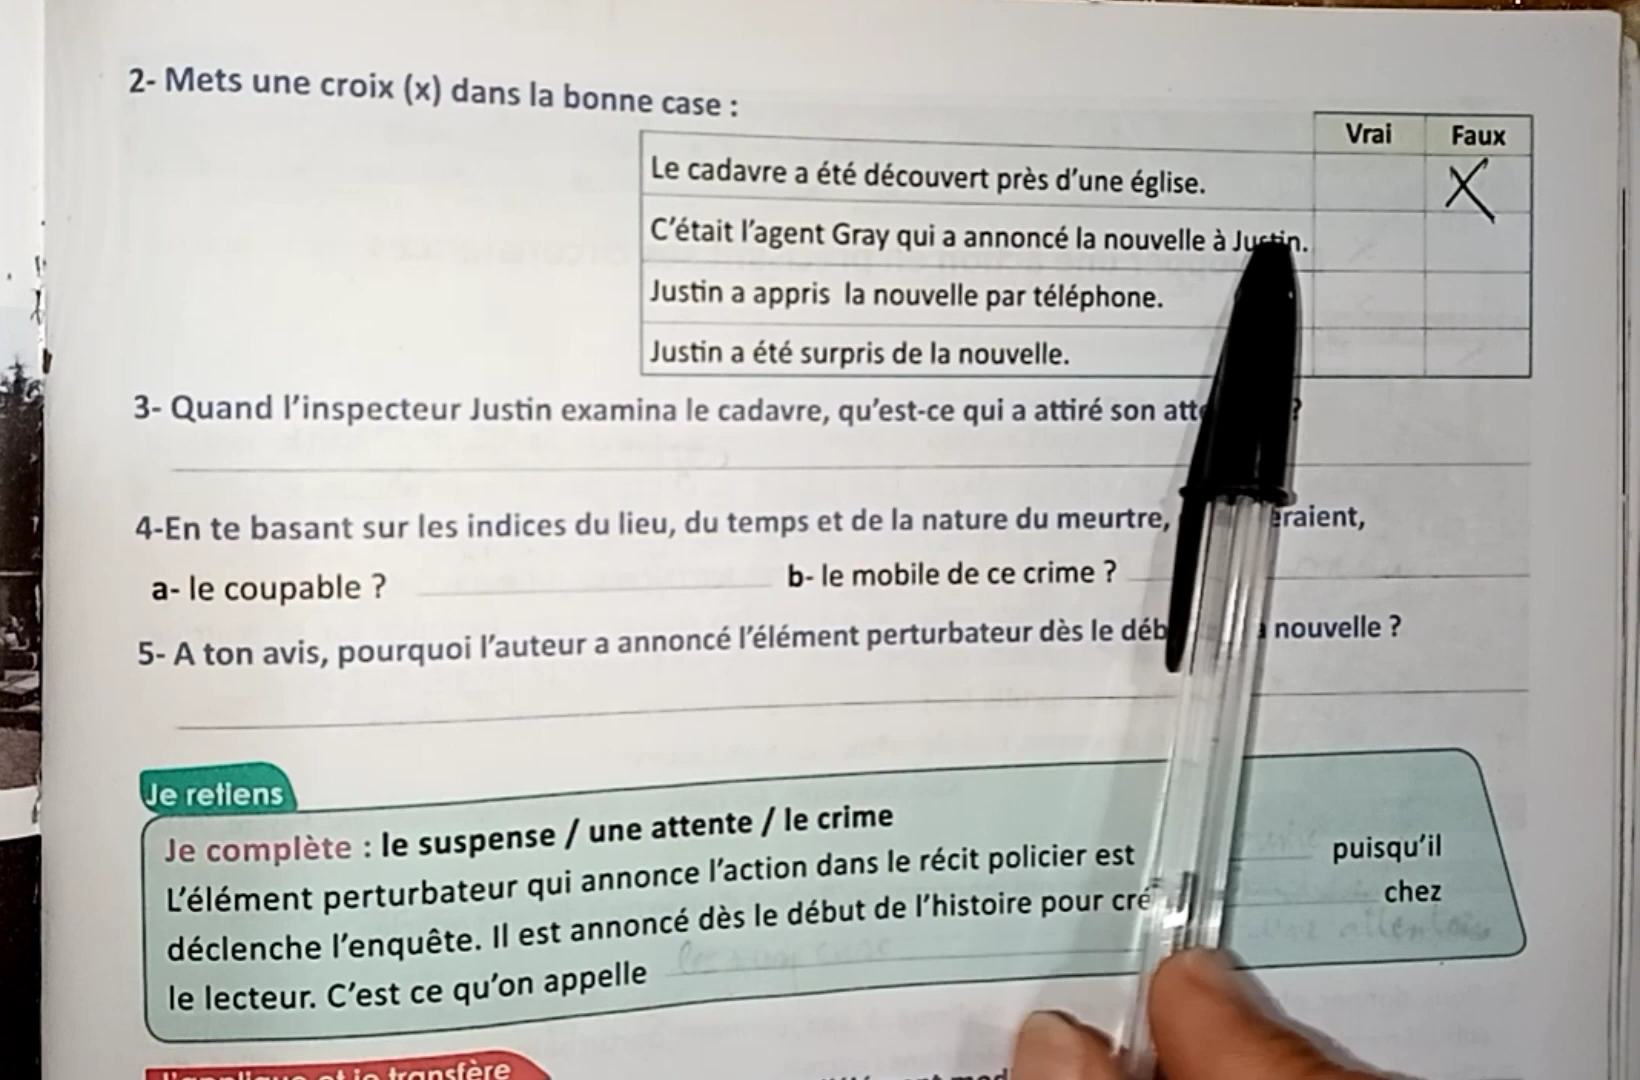 2- Mets une croix (x) dans la bonne case :
Vrai Faux
Le cadavre a été découvert près d'une église. X
C'était l'agent Gray qui a annoncé la nouvelle à Justin.
Justin a appris la nouvelle par téléphone.
Justin a été surpris de la nouvelle.
3- Quand l'inspecteur Justin examina le cadavre, qu'est-ce qui a attiré son ?
4-En te basant sur les indices du lieu, du temps et de la nature du meurtre,
a- le coupable ? b- le mobile de ce crime ?
5- A ton avis, pourquoi l'auteur a annoncé l'élément perturbateur dès le nouvelle ?
Je retiens
Je complète : le suspense / une attente / le crime
L'élément perturbateur qui annonce l'action dans le récit policier est puisqu'il
déclenche l'enquête. Il est annoncé dès le début de l'histoire pour chez
le lecteur. C'est ce qu'on appelle
et je transfère